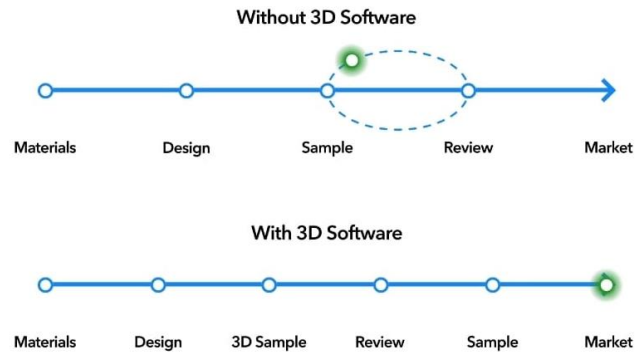 Without 3D Software
Materials Design Sample Review Market
With 3D Software
Materials Design 3D Sample Review Sample Market